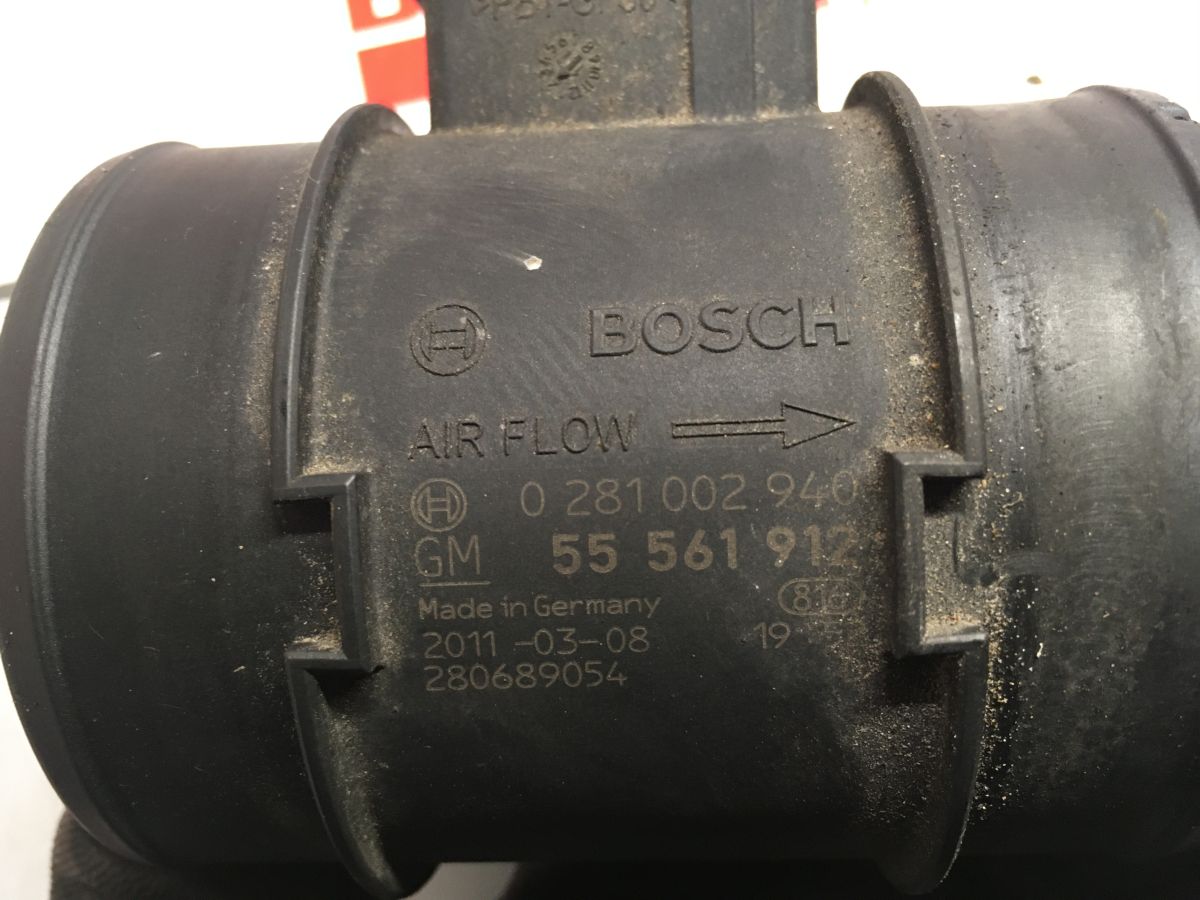 BOSCH
AIR FLOW
0 281 002 940
GM 55 561 912
Made in Germany
2011-03-08 19
280689054